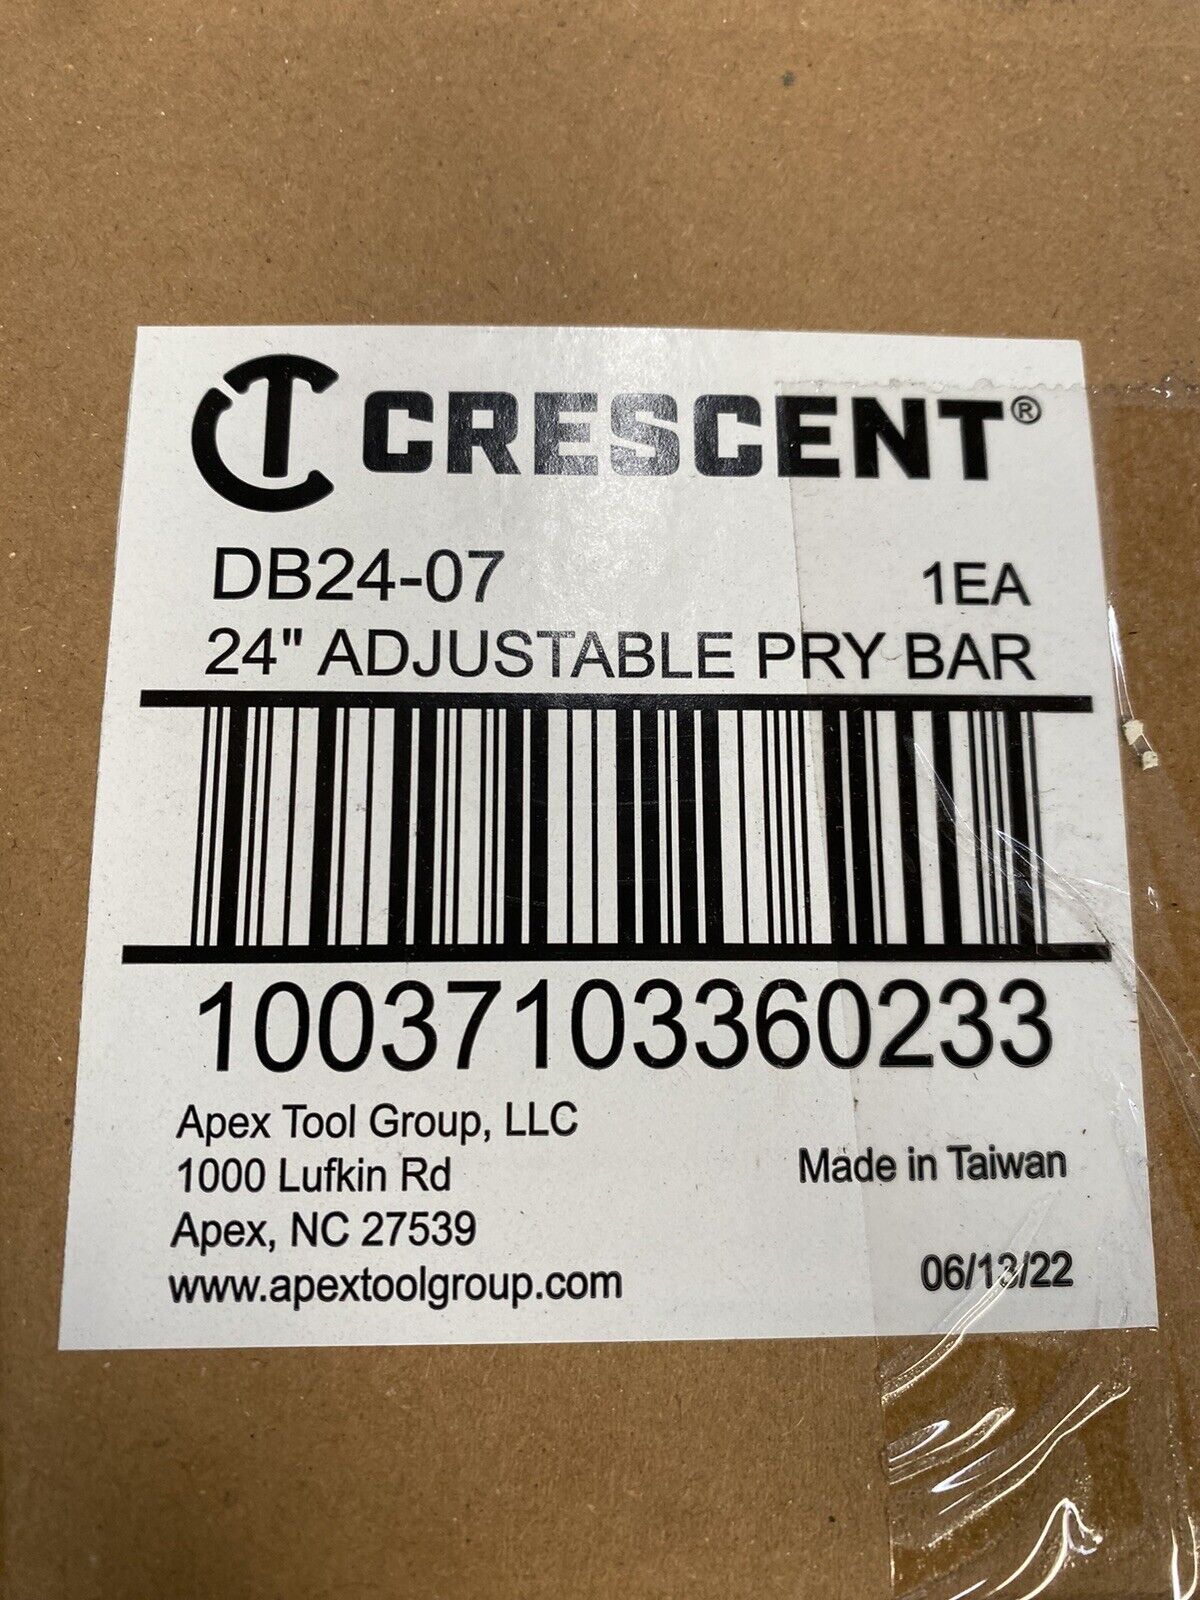 CT CRESCENT®
DB24-07 1EA
24" ADJUSTABLE PRY BAR
10037103360233
Apex Tool Group, LLC
1000 Lufkin Rd
Apex, NC 27539
www.apextoolgroup.com
Made in Taiwan
06/13/22